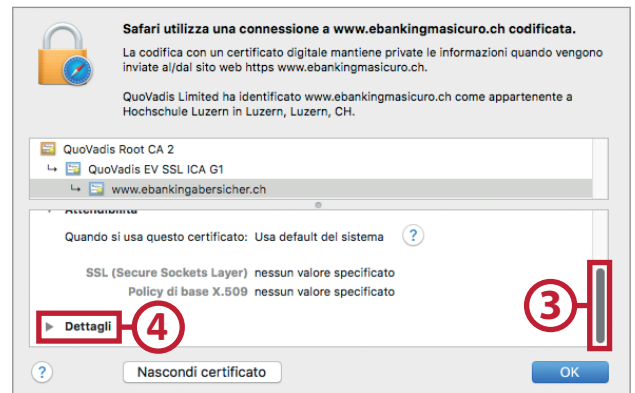 Safari utilizza una connessione a www.ebankingmasicuro.ch codificata.
La codifica con un certificato digitale mantiene private le informazioni quando vengono
inviate al/dal sito web https www.ebankingmasicuro.ch.
QuoVadis Limited ha identificato www.ebankingmasicuro.ch come appartenente a
Hochschule Luzern in Luzern, Luzern, CH.
QuoVadis Root CA 2
QuoVadis EV SSL ICA G1
www.ebankingabersicher.ch
Attendibilità
Quando si usa questo certificato: Usa default del sistema ?
SSL (Secure Sockets Layer) nessun valore specificato
Policy di base X.509 nessun valore specificato
3
Dettagli 4
? Nascondi certificato OK